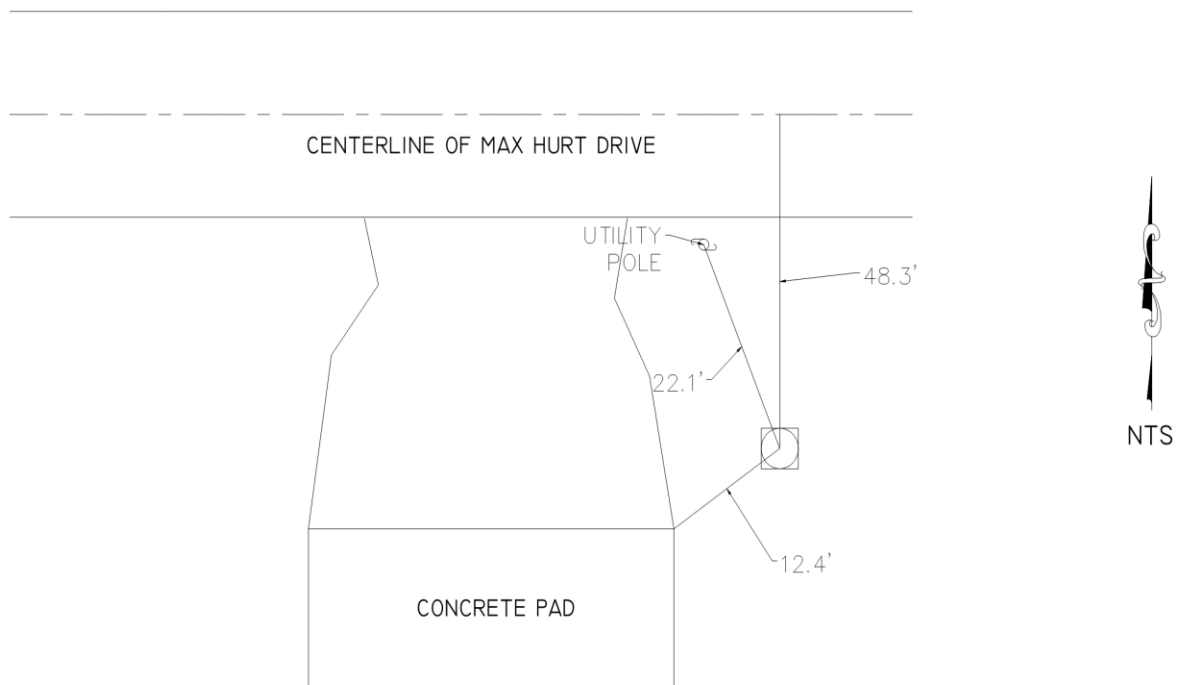 CENTERLINE OF MAX HURT DRIVE
UTILITY
POLE
48.3'
22.1'
NTS
12.4'
CONCRETE PAD